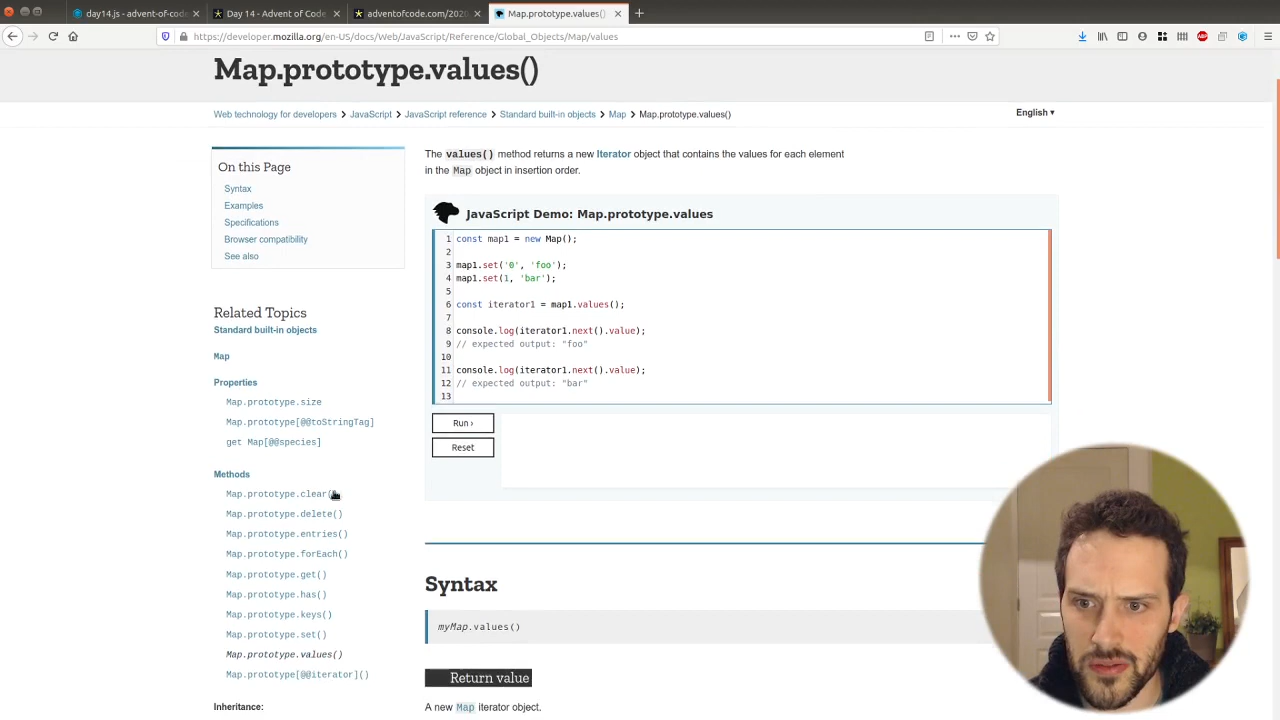 day14.js - advent-of-code
Day 14 - Advent of Code
adventofcode.com/2020
Map.prototype.values()
https://developer.mozilla.org/en-US/docs/Web/JavaScript/Reference/Global_Objects/Map/values
Map.prototype.values()
Web technology for developers > JavaScript > JavaScript reference > Standard built-in objects > Map > Map.prototype.values()
English ▾
On this Page
Syntax
Examples
Specifications
Browser compatibility
See also
Related Topics
Standard built-in objects
Map
Properties
Map.prototype.size
Map.prototype[@@toStringTag]
get Map[@@species]
Methods
Map.prototype.clear()
Map.prototype.delete()
Map.prototype.entries()
Map.prototype.forEach()
Map.prototype.get()
Map.prototype.has()
Map.prototype.keys()
Map.prototype.set()
Map.prototype.values()
Map.prototype[@@iterator]()
Inheritance:
The values() method returns a new Iterator object that contains the values for each element
in the Map object in insertion order.
JavaScript Demo: Map.prototype.values
1 const map1 = new Map();
2
3 map1.set('0', 'foo');
4 map1.set(1, 'bar');
5
6 const iterator1 = map1.values();
7
8 console.log(iterator1.next().value);
9 // expected output: "foo"
10
11 console.log(iterator1.next().value);
12 // expected output: "bar"
13
Run ›
Reset
Syntax
myMap.values()
Return value
A new Map iterator object.